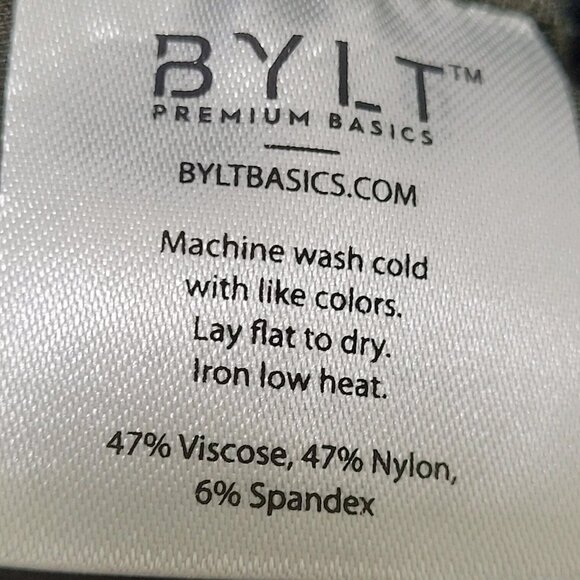 BYLT™
PREMIUM BASICS
BYLTBASICS.COM
Machine wash cold
with like colors.
Lay flat to dry.
Iron low heat.
47% Viscose, 47% Nylon,
6% Spandex